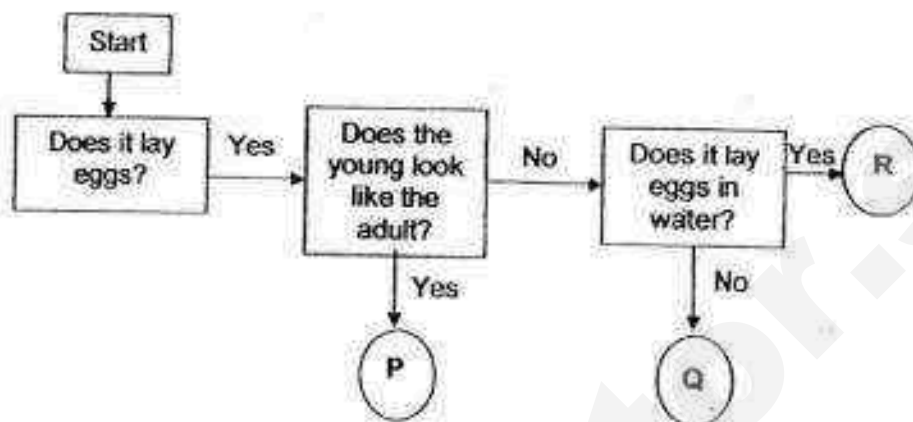 Start
Does it lay
eggs?
Yes
Does the
young look
like the
adult?
No
Does it lay
eggs in
water?
Yes
R
Yes
No
P
Q